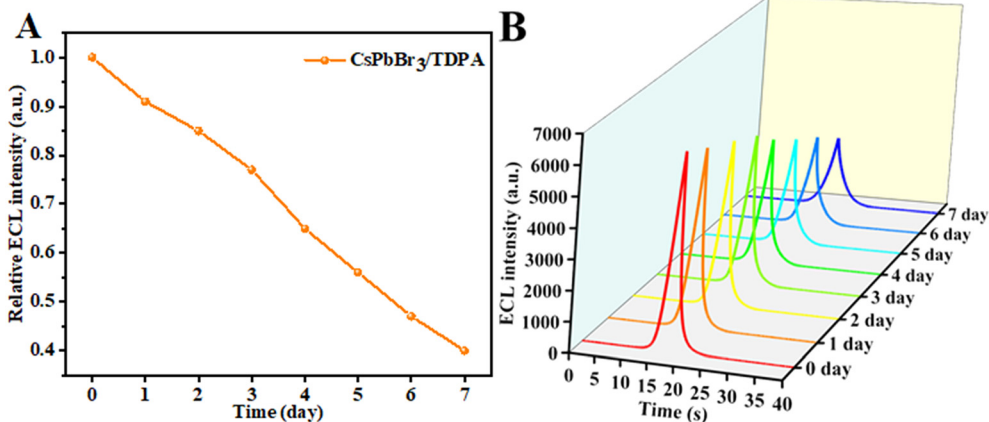 A
CsPbBr3/TDPA
Relative ECL intensity (a.u.)
1.0
0.9
0.8
0.7
0.6
0.5
0.4
0 1 2 3 4 5 6 7
Time (day)
B
ECL intensity (a.u.)
7000
6000
5000
4000
3000
2000
1000
0
0 5 10 15 20 25 30 35 40
Time (s)
7 day
6 day
5 day
4 day
3 day
2 day
1 day
0 day